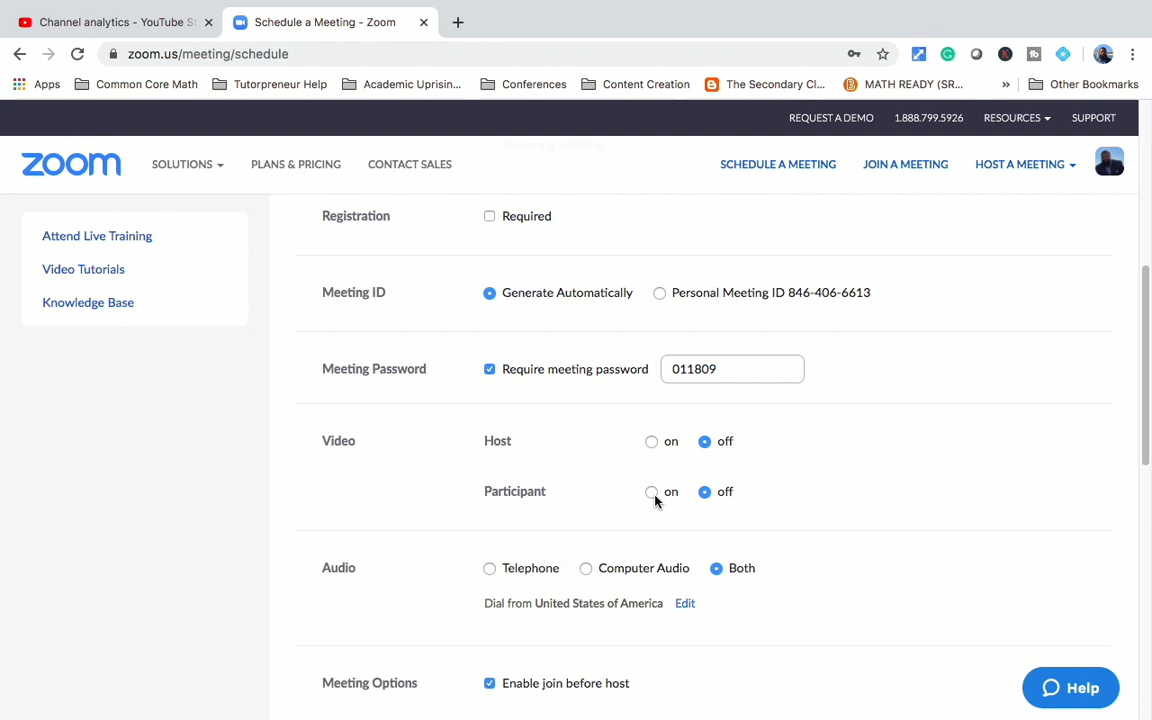 Channel analytics - YouTube S
Schedule a Meeting - Zoom
zoom.us/meeting/schedule
Apps Common Core Math Tutorpreneur Help Academic Uprisin... Conferences Content Creation The Secondary Cl... MATH READY (SR... » Other Bookmarks
REQUEST A DEMO 1.888.799.5926 RESOURCES SUPPORT
Recurring meeting
zoom SOLUTIONS PLANS & PRICING CONTACT SALES SCHEDULE A MEETING JOIN A MEETING HOST A MEETING
Attend Live Training
Video Tutorials
Knowledge Base
Registration Required
Meeting ID Generate Automatically Personal Meeting ID 846-406-6613
Meeting Password Require meeting password 011809
Video Host on off
Participant on off
Audio Telephone Computer Audio Both
Dial from United States of America Edit
Meeting Options Enable join before host
Help